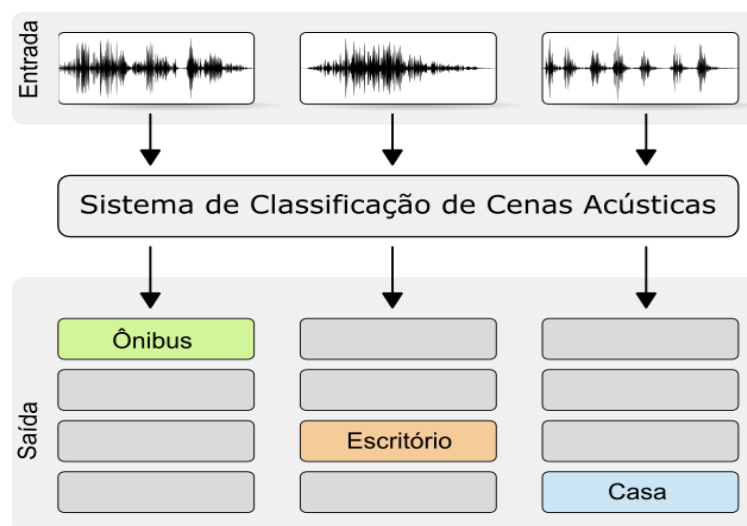 Entrada
Sistema de Classificação de Cenas Acústicas
Saída
Ônibus
Escritório
Casa